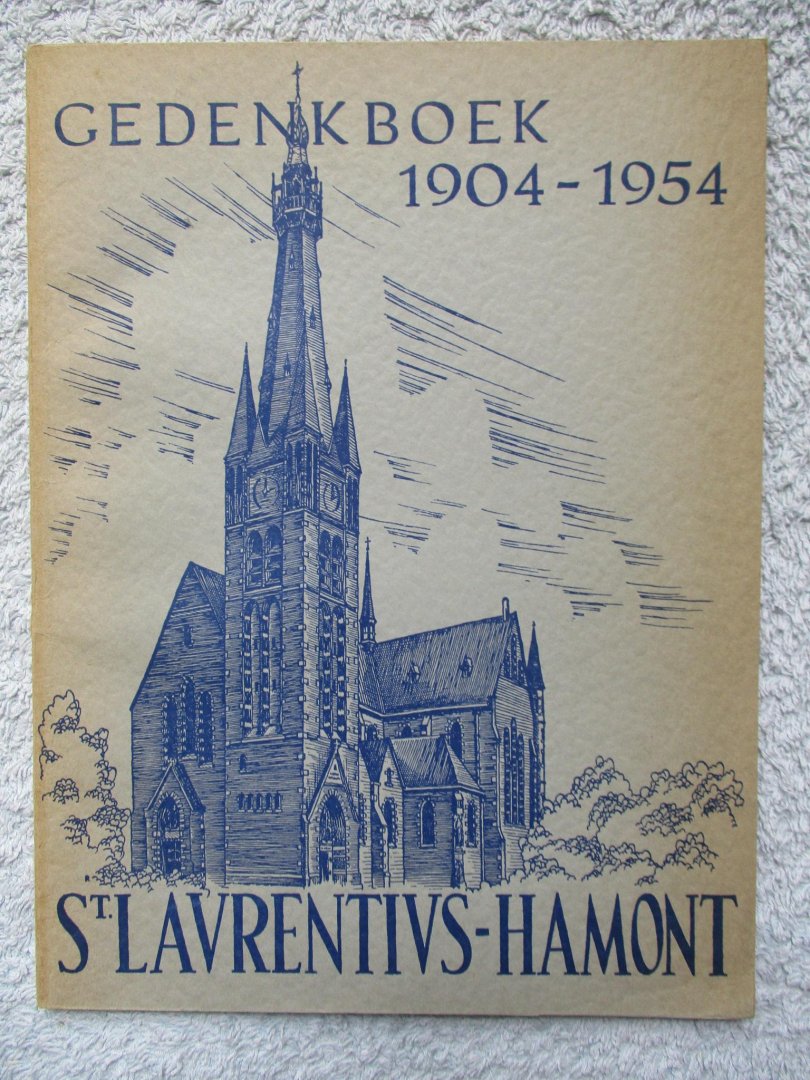 GEDENKBOEK
1904-1954
ST. LAVRENTIVS-HAMONT